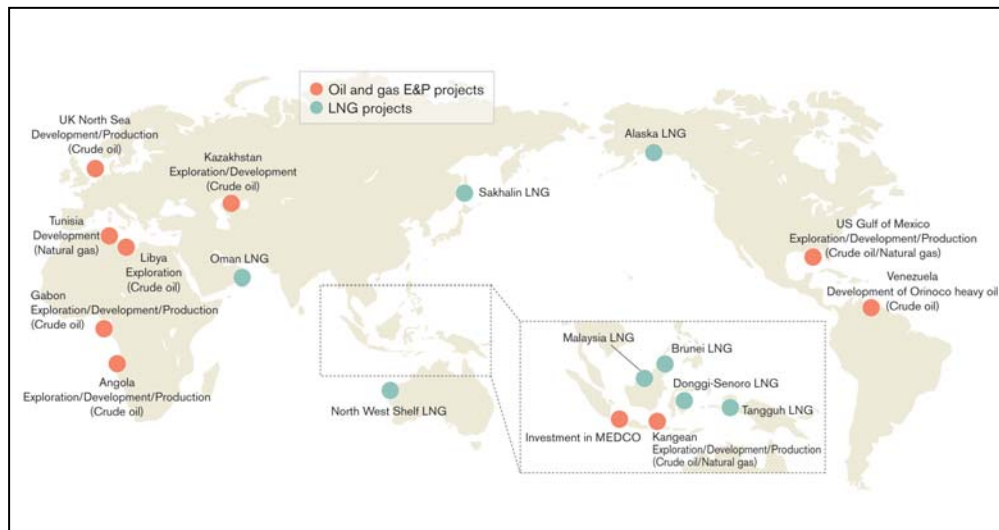 Oil and gas E&P projects
LNG projects
UK North Sea
Development/Production
(Crude oil)
Kazakhstan
Exploration/Development
(Crude oil)
Tunisia
Development
(Natural gas)
Libya
Exploration
(Crude oil)
Oman LNG
Gabon
Exploration/Development/Production
(Crude oil)
Angola
Exploration/Development/Production
(Crude oil)
Sakhalin LNG
Alaska LNG
US Gulf of Mexico
Exploration/Development/Production
(Crude oil/Natural gas)
Venezuela
Development of Orinoco heavy oil
(Crude oil)
North West Shelf LNG
Malaysia LNG
Brunei LNG
Donggi-Senoro LNG
Tangguh LNG
Investment in MEDCO
Kangean
Exploration/Development/Production
(Crude oil/Natural gas)